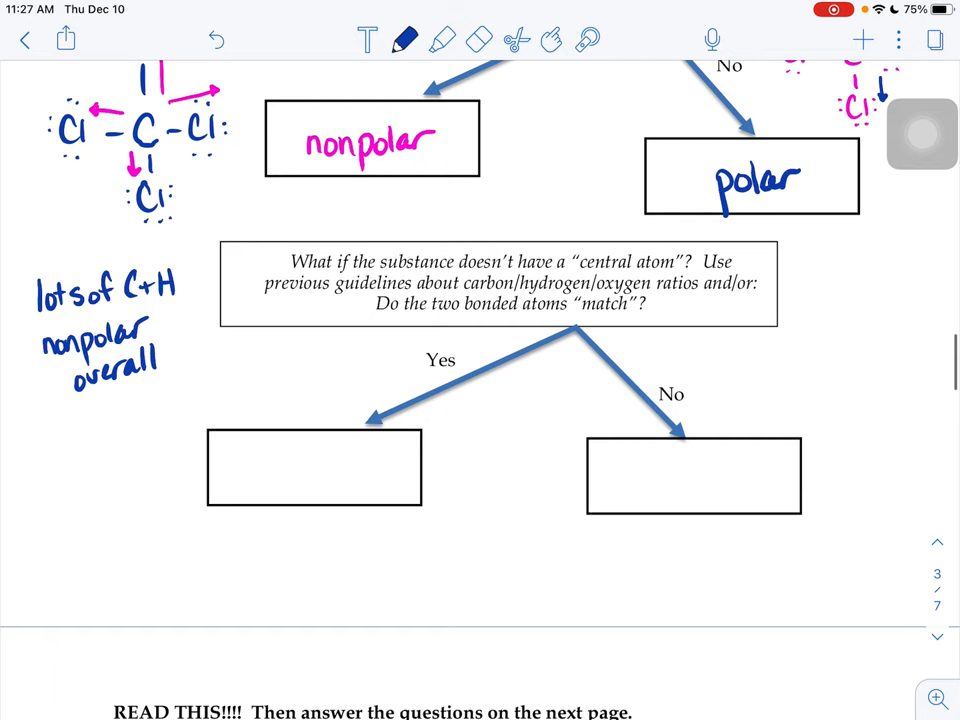 11:27 AM Thu Dec 10
75%
T
No
Cl - C - Cl
Cl
nonpolar
Cl
polar
What if the substance doesn't have a “central atom”? Use
previous guidelines about carbon/hydrogen/oxygen ratios and/or:
Do the two bonded atoms “match”?
lots of C+H
nonpolar
overall
Yes
No
3
/
7
READ THIS!!!! Then answer the questions on the next page.